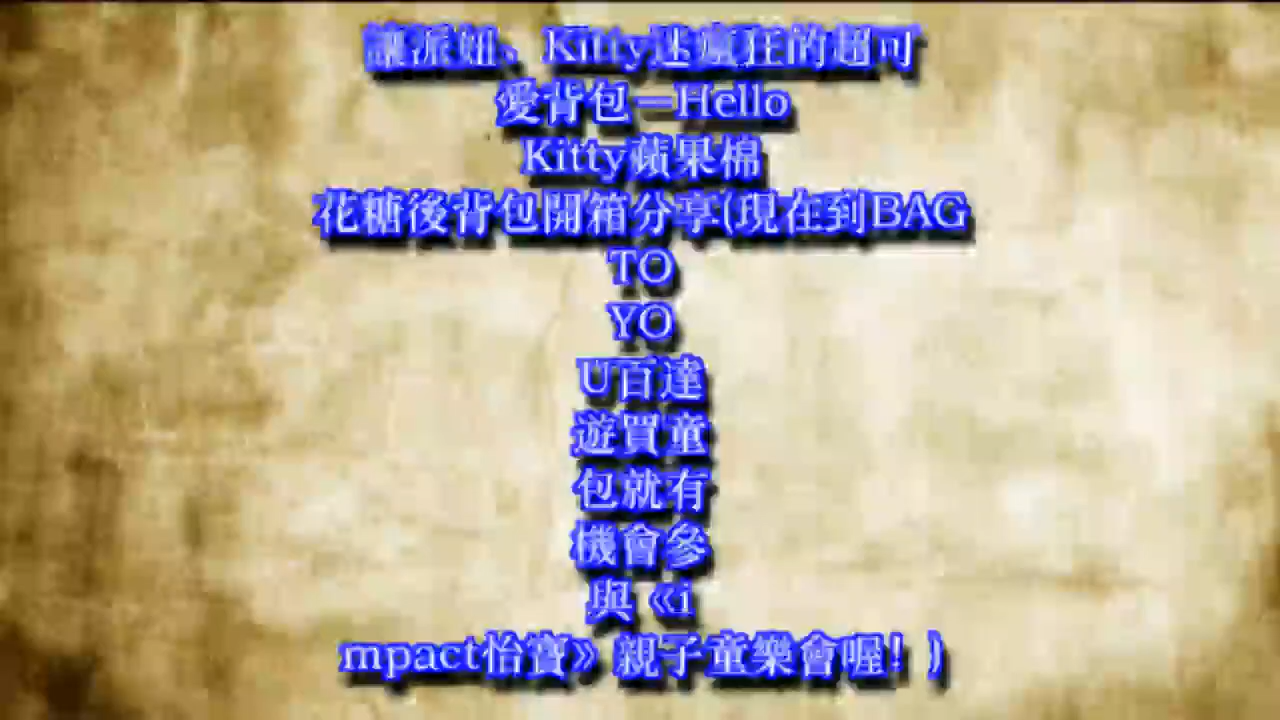 讓派妞、Kitty迷瘋狂的超可
愛背包—Hello
Kitty蘋果棉
花糖後背包開箱分享(現在到BAG
TO
YO
U百達
遊買童
包就有
機會參
與《i
mpact怡寶》親子童樂會喔！)